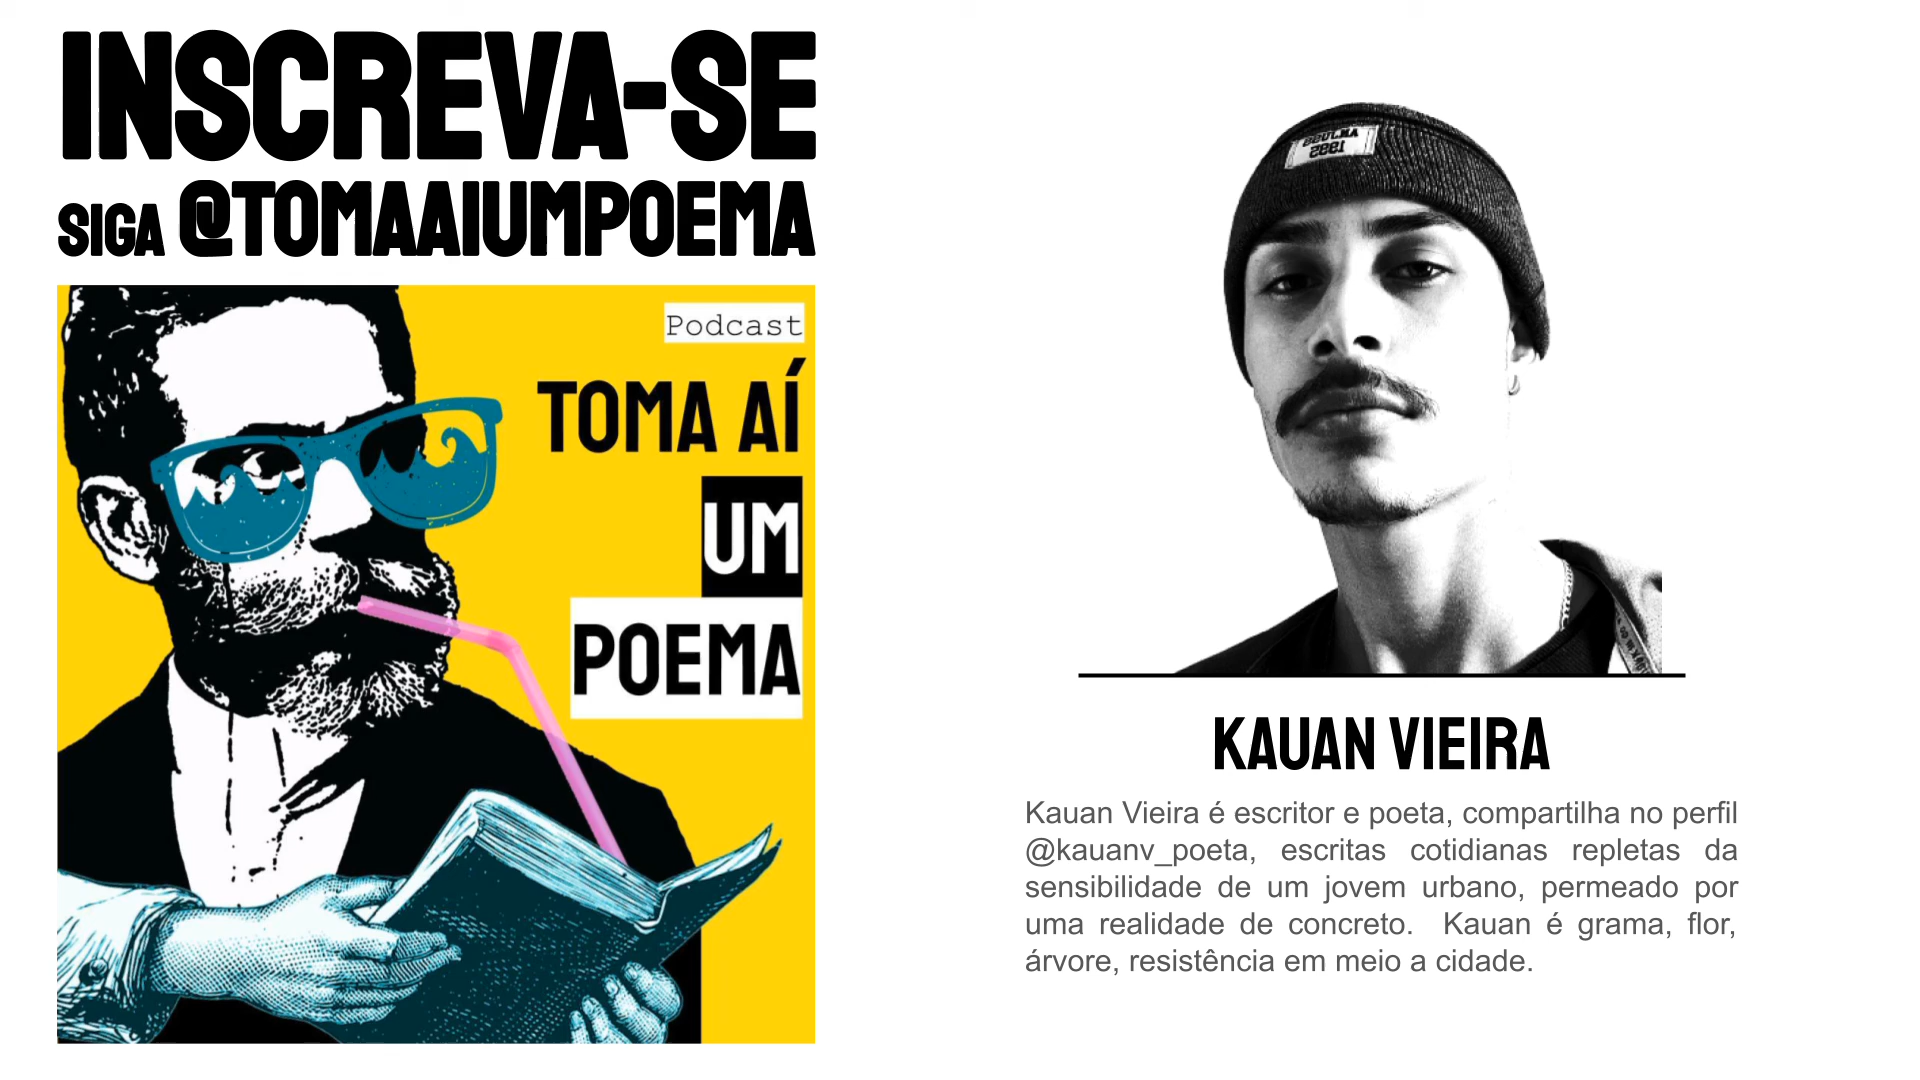 INSCREVA-SE
SIGA @TOMAAIUMPOEMA
Podcast
TOMA AÍ
UM
POEMA
1995
KAUAN VIEIRA
Kauan Vieira é escritor e poeta, compartilha no perfil
@kauanv_poeta, escritas cotidianas repletas da
sensibilidade de um jovem urbano, permeado por
uma realidade de concreto. Kauan é grama, flor,
árvore, resistência em meio a cidade.